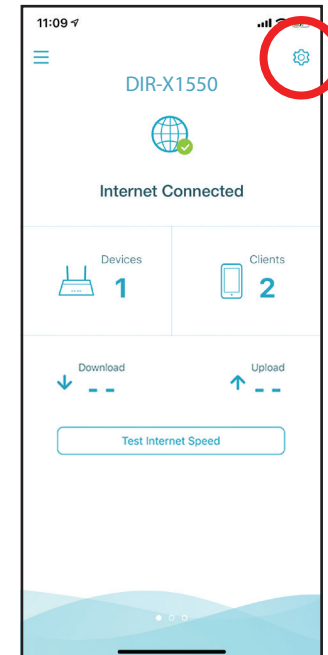 11:09
DIR-X1550
Internet Connected
Devices
1
Clients
2
Download
- -
Upload
- -
Test Internet Speed